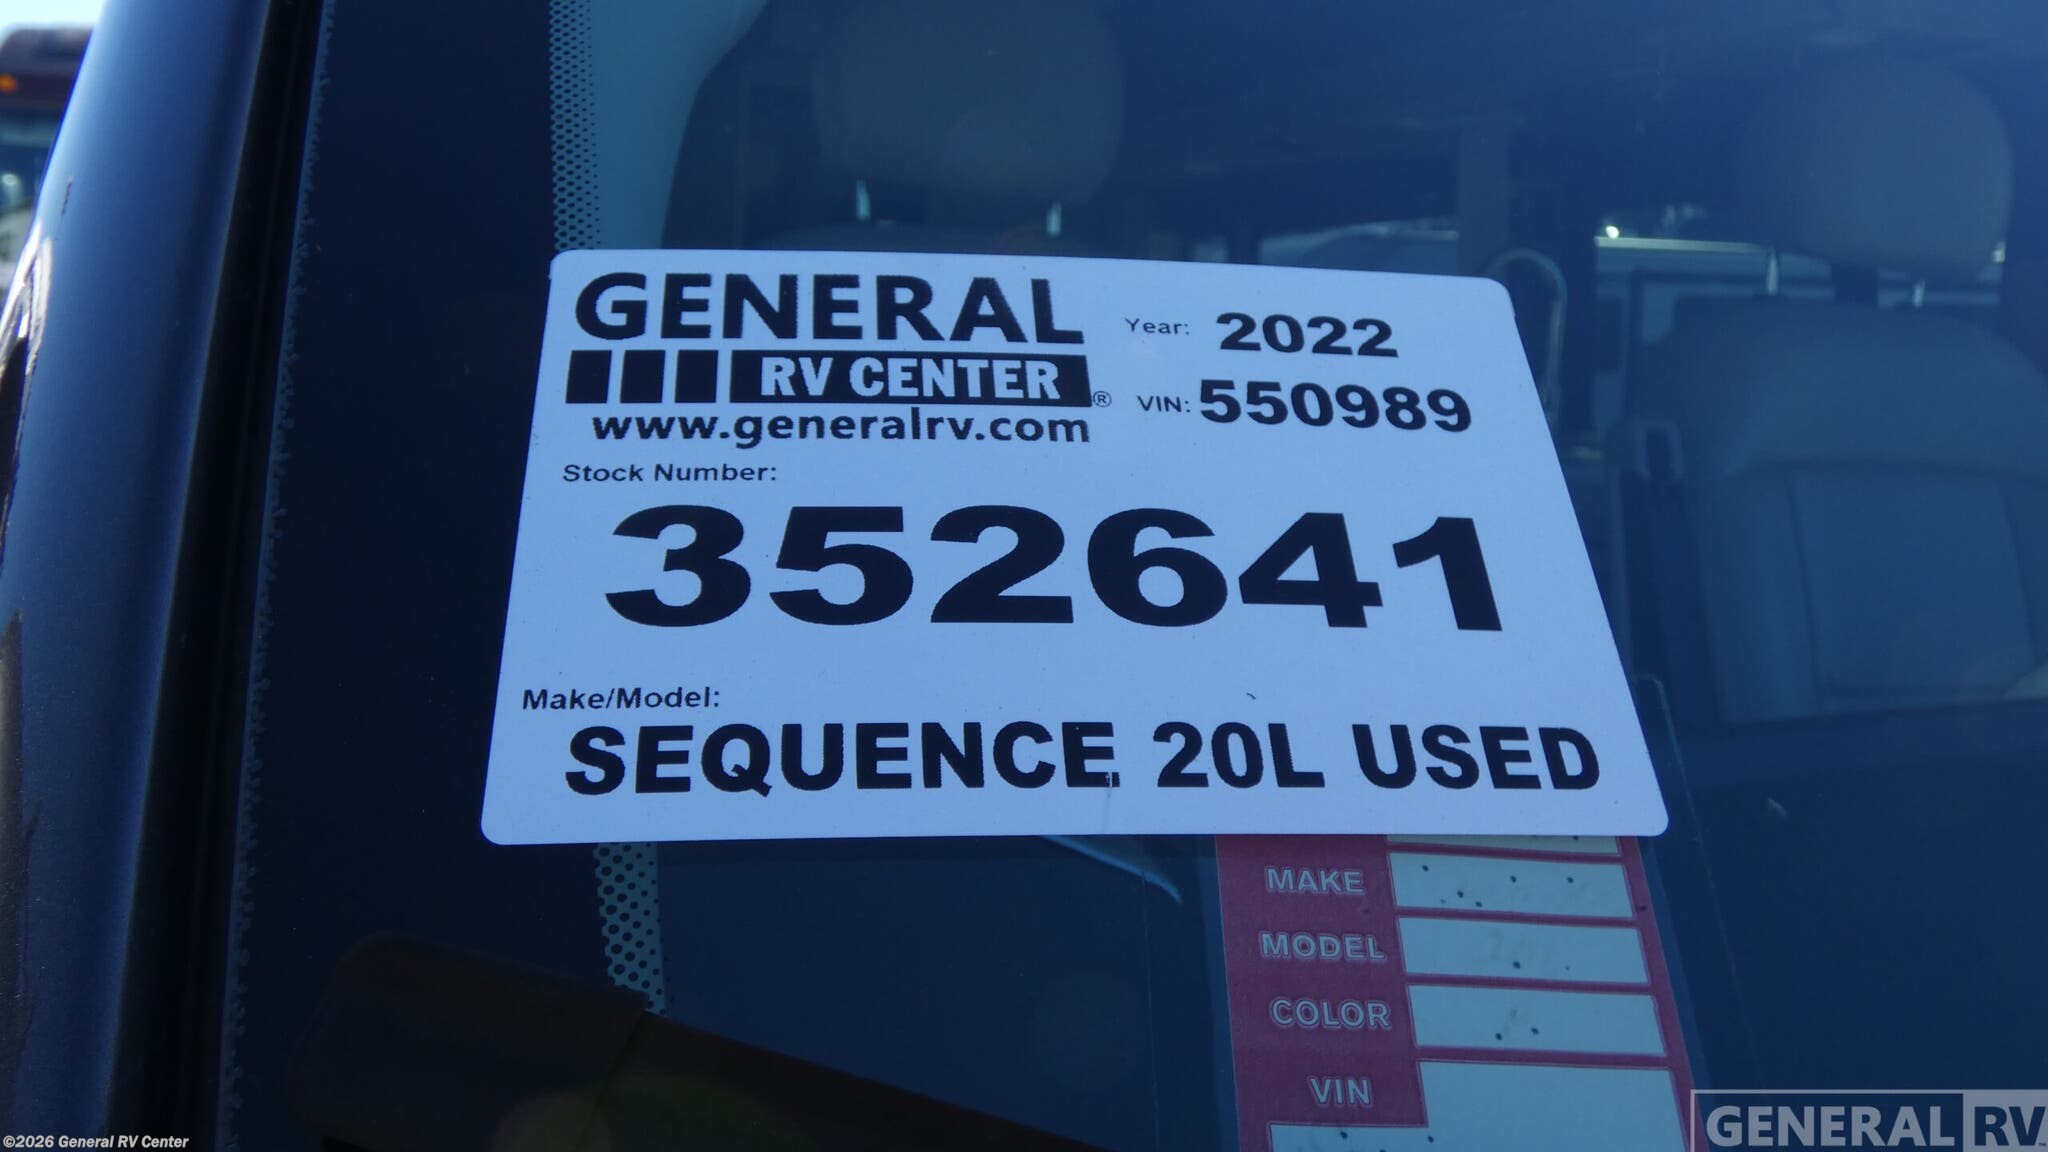 GENERAL
RV CENTER®
www.generalrv.com
Year: 2022
VIN: 550989
Stock Number:
352641
Make/Model:
SEQUENCE 20L USED
MAKE
MODEL
COLOR
VIN
©2026 General RV Center
GENERAL RV™